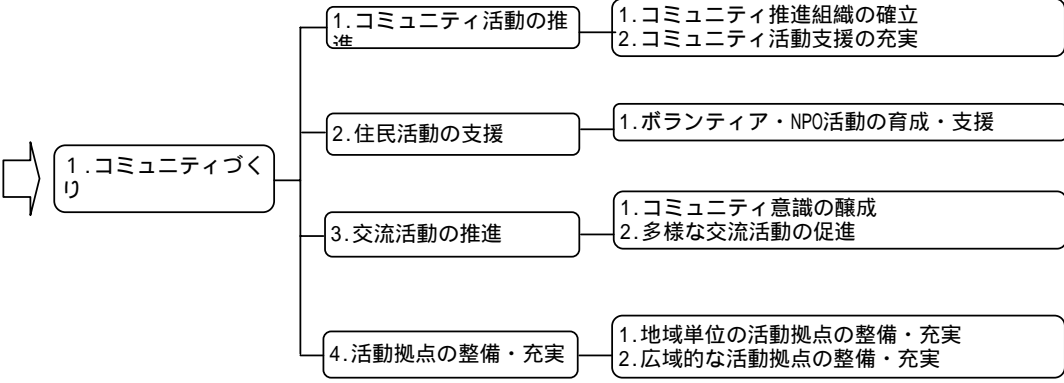 1.コミュニティづく
り
1.コミュニティ活動の推
進
1.コミュニティ推進組織の確立
2.コミュニティ活動支援の充実
2.住民活動の支援
1.ボランティア・NPO活動の育成・支援
3.交流活動の推進
1.コミュニティ意識の醸成
2.多様な交流活動の促進
4.活動拠点の整備・充実
1.地域単位の活動拠点の整備・充実
2.広域的な活動拠点の整備・充実